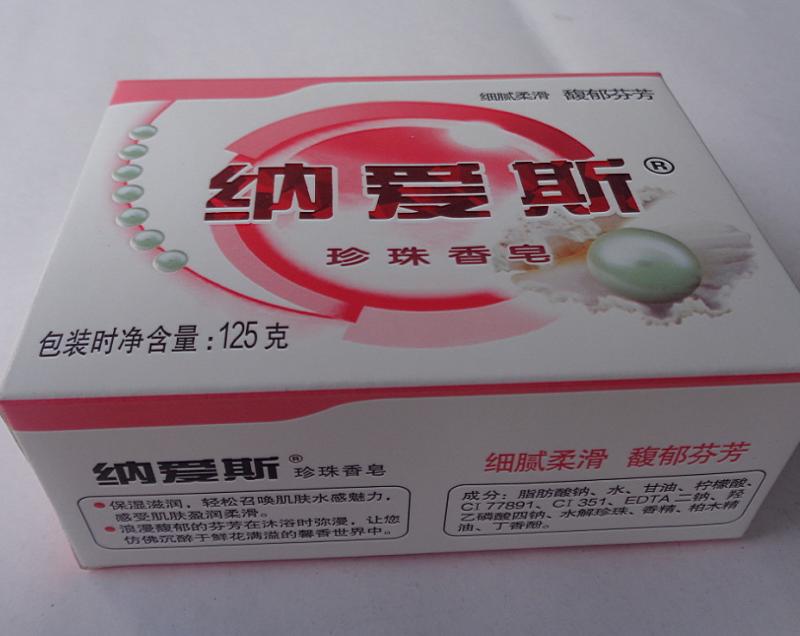 细腻柔滑 馥郁芬芳
纳爱斯®
珍珠香皂
包装时净含量：125克
纳爱斯® 珍珠香皂
保湿滋润，轻松召唤肌肤水感魅力，
感受肌肤盈润柔滑。
浪漫馥郁的芬芳在沐浴时弥漫，让您
仿佛沉醉于鲜花满溢的馨香世界中。
细腻柔滑 馥郁芬芳
成分：脂肪酸钠、水、甘油、柠檬酸、
CI 77891、CI 351、EDTA 二钠、羟
乙磷酸四钠、水解珍珠、香精、柏木精
油、丁香酚。